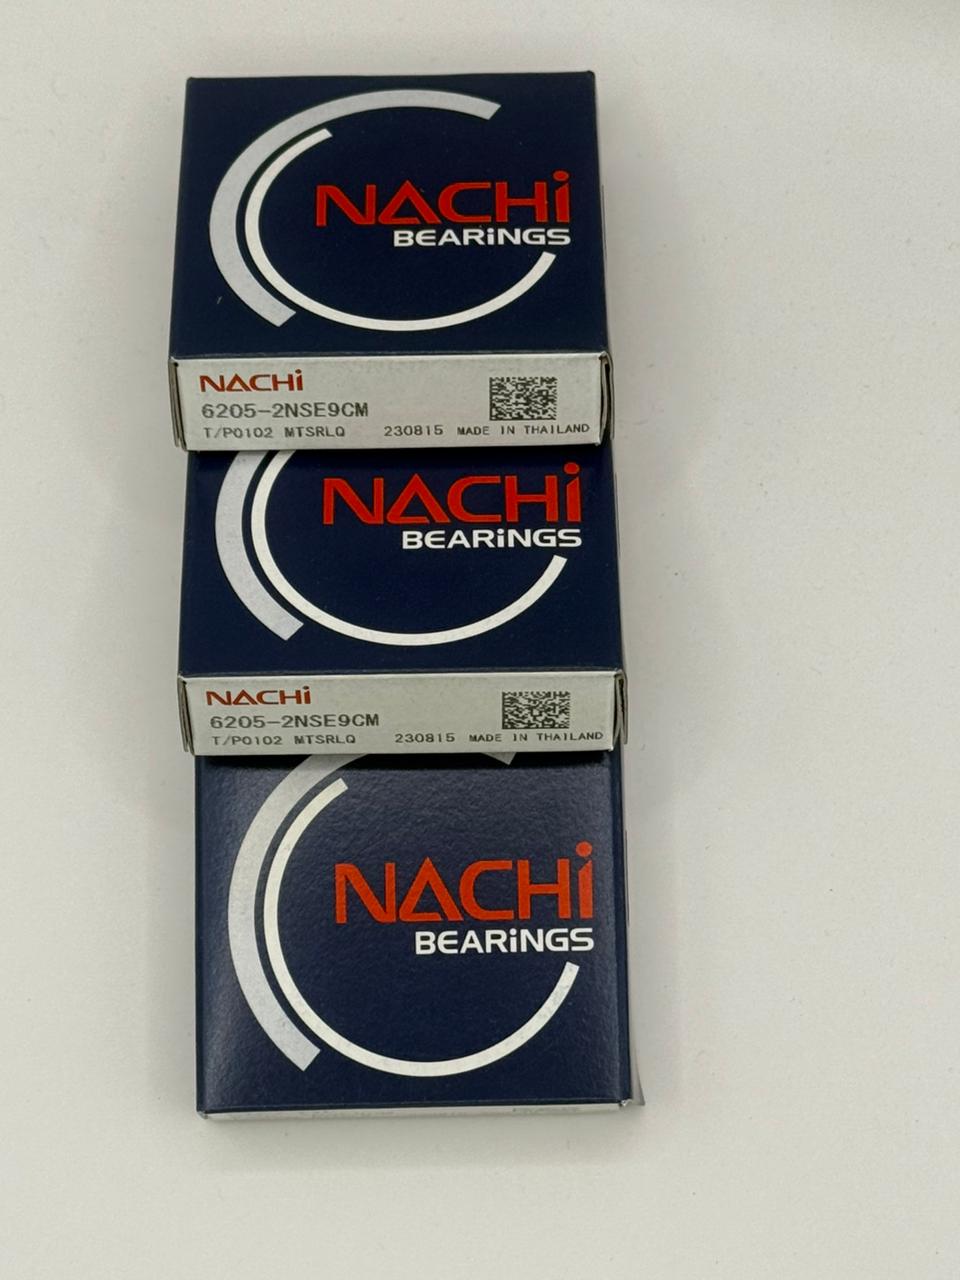 NACHi
BEARiNGS
NACHi
6205-2NSE9CM
T/P0102 MTSRLQ 230815 MADE IN THAILAND
NACHi
BEARiNGS
NACHi
6205-2NSE9CM
T/P0102 MTSRLQ 230815 MADE IN THAILAND
NACHi
BEARiNGS